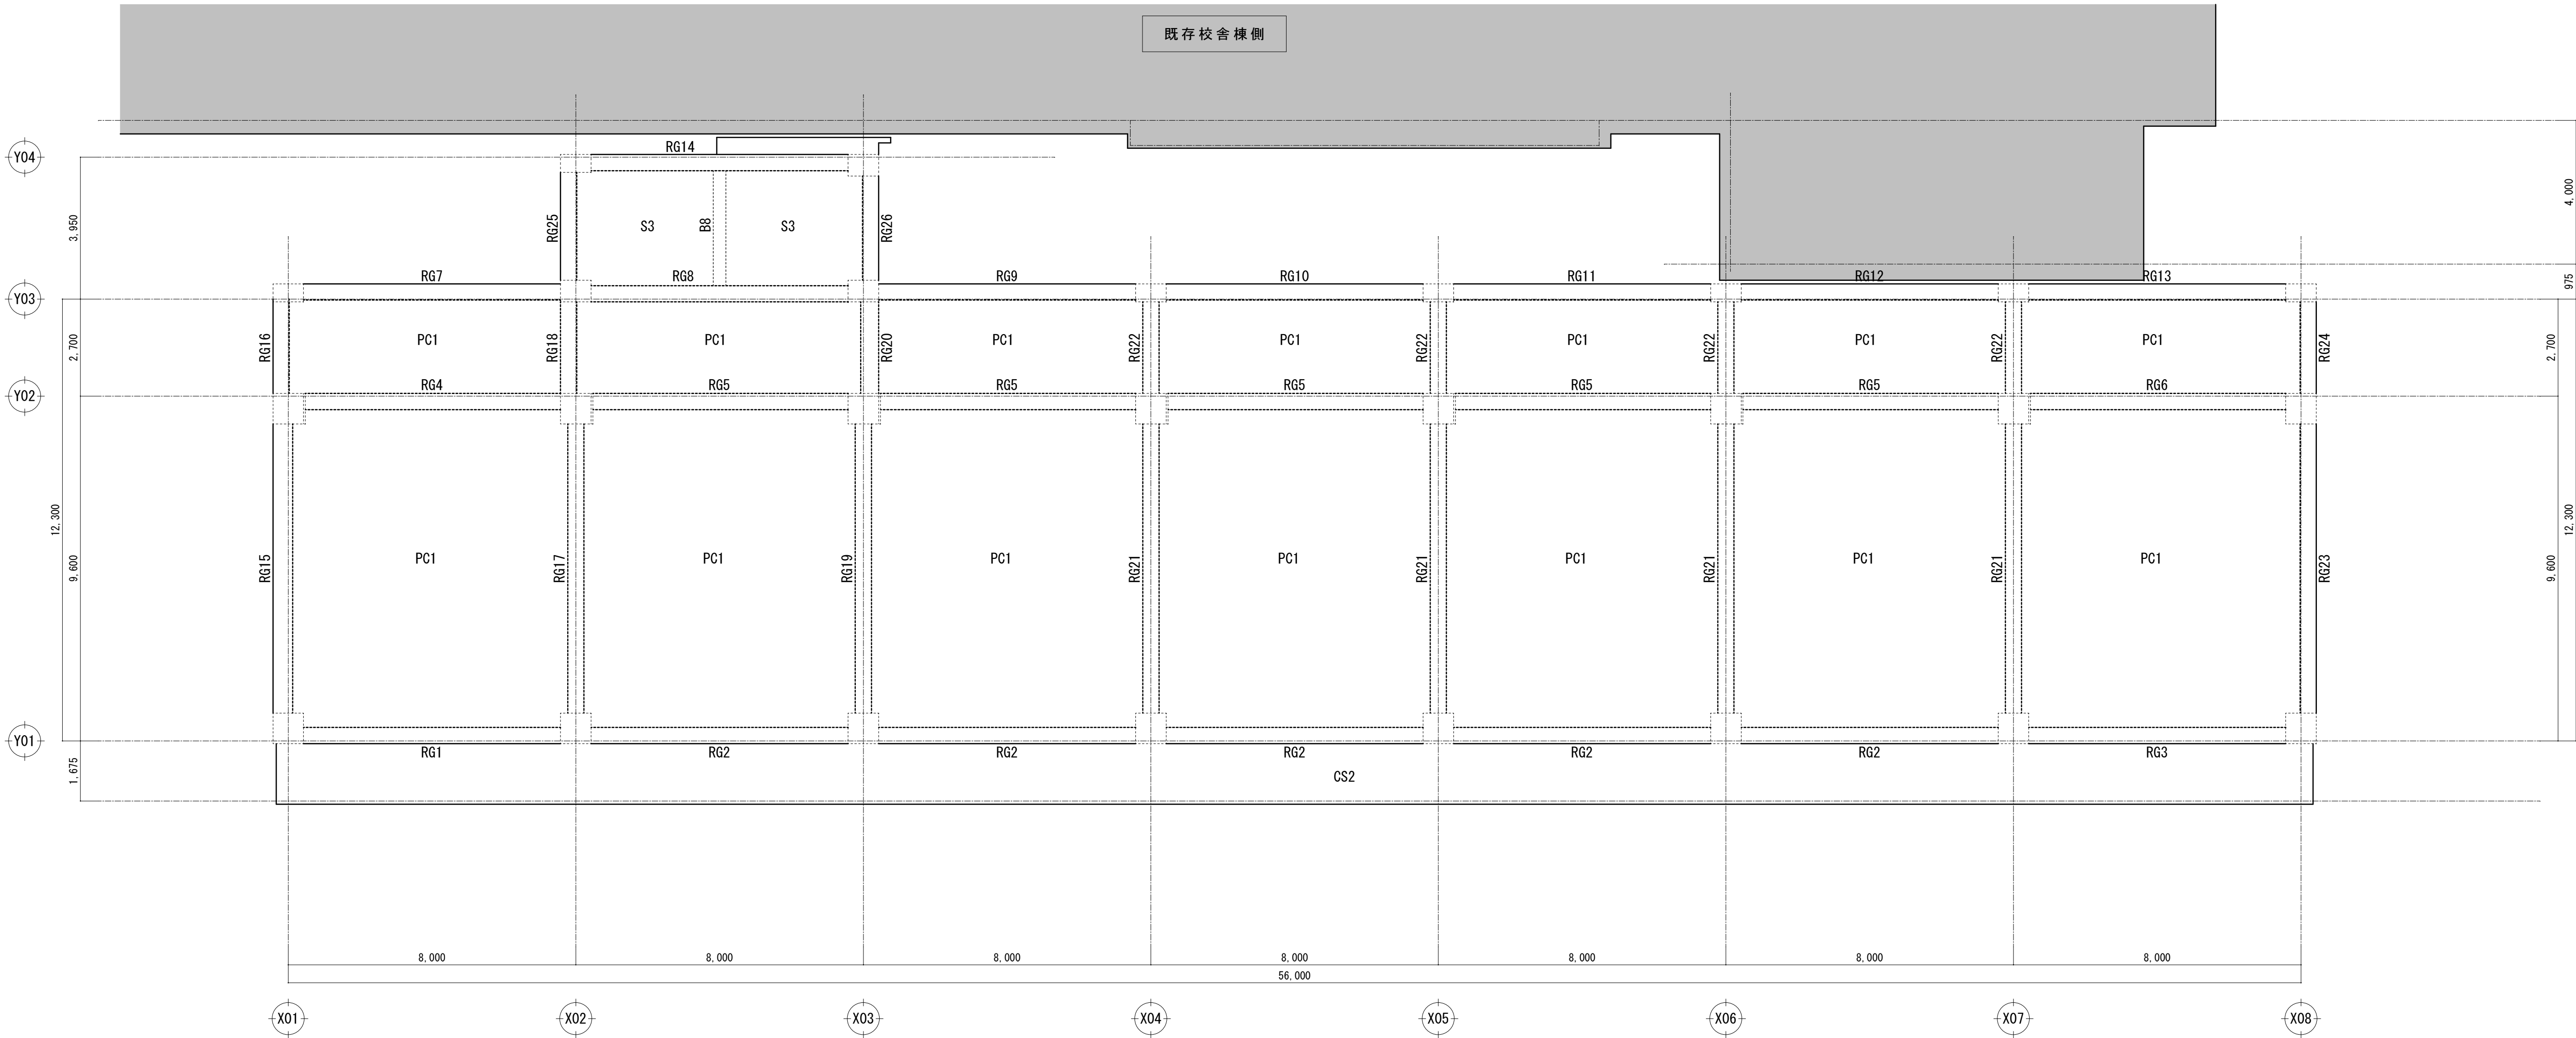 既存校舎棟側
Y04
RG14
4,000
3,950
RG25
S3
B8
S3
RG26
RG7
RG8
RG9
RG10
RG11
RG12
RG13
975
Y03
RG16
PC1
RG18
PC1
RG20
PC1
RG22
PC1
RG22
PC1
RG22
PC1
RG22
PC1
RG24
2,700
2,700
RG4
RG5
RG5
RG5
RG5
RG5
RG6
Y02
12,300
9,600
RG15
PC1
RG17
PC1
RG19
PC1
RG21
PC1
RG21
PC1
RG21
PC1
RG21
PC1
RG23
9,600
12,300
Y01
RG1
RG2
RG2
RG2
RG2
RG2
RG3
1,675
CS2
8,000
8,000
8,000
8,000
8,000
8,000
8,000
56,000
X01
X02
X03
X04
X05
X06
X07
X08